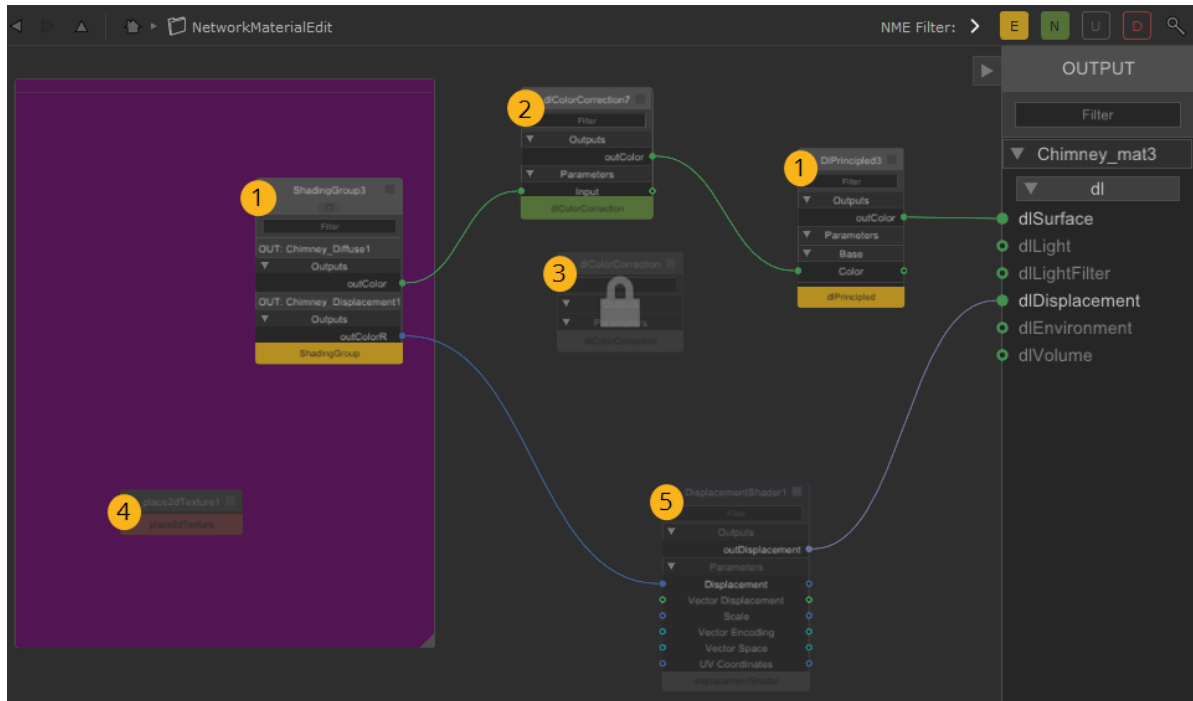 NetworkMaterialEdit
NME Filter:
E
N
U
D
OUTPUT
Filter
Chimney_mat3
dl
dlSurface
dlLight
dlLightFilter
dlDisplacement
dlEnvironment
dlVolume
1
ShadingGroup3
Filter
OUT: Chimney_Diffuse1
Outputs
outColor
OUT: Chimney_Displacement1
Outputs
outColorR
ShadingGroup
2
dlColorCorrection7
Filter
Outputs
outColor
Parameters
Input
dlColorCorrection
1
DlPrincipled3
Filter
Outputs
outColor
Parameters
Base
Color
dlPrincipled
3
dlColorCorrection
Parameters
dlColorCorrection
4
place2dTexture1
place2dTexture
5
DisplacementShader1
Filter
Outputs
outDisplacement
Parameters
Displacement
Vector Displacement
Scale
Vector Encoding
Vector Space
UV Coordinates
displacementShader